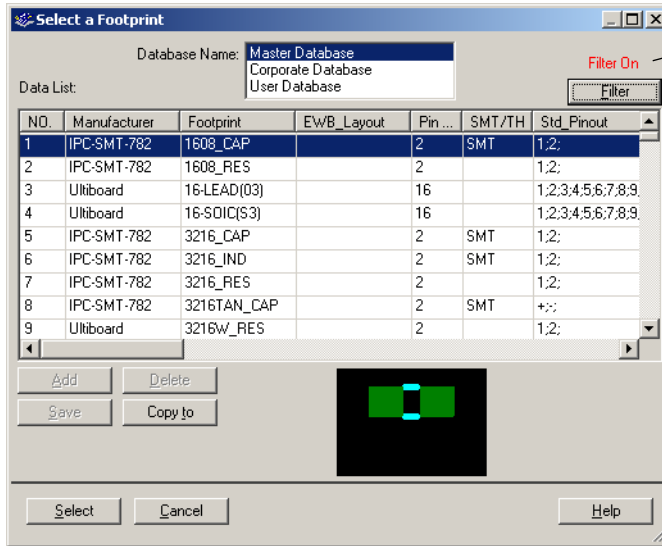 Select a Footprint
Database Name: Master Database
Corporate Database
User Database
Filter On
Data List:
Filter
NO. Manufacturer Footprint EWB_Layout Pin ... SMT/TH Std_Pinout
1 IPC-SMT-782 1608_CAP 2 SMT 1;2;
2 IPC-SMT-782 1608_RES 2 1;2;
3 Ultiboard 16-LEAD(03) 16 1;2;3;4;5;6;7;8;9,
4 Ultiboard 16-SOIC(S3) 16 1;2;3;4;5;6;7;8;9,
5 IPC-SMT-782 3216_CAP 2 SMT 1;2;
6 IPC-SMT-782 3216_IND 2 SMT 1;2;
7 IPC-SMT-782 3216_RES 2 1;2;
8 IPC-SMT-782 3216TAN_CAP 2 SMT +;-;
9 Ultiboard 3216W_RES 2 1;2;
Add Delete
Save Copy to
Select Cancel Help